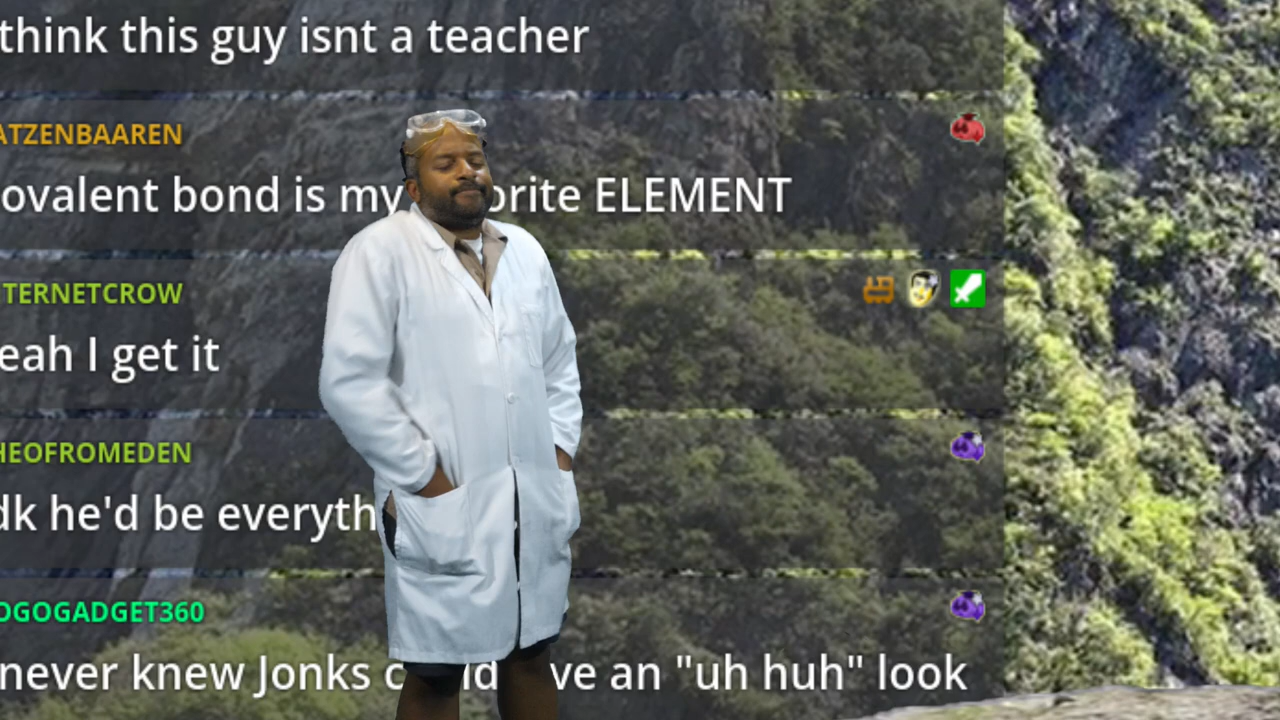 think this guy isnt a teacher
ATZENBAAREN
ovalent bond is my orite ELEMENT
TERNETCROW
eah I get it
HEOFROMEDEN
dk he'd be everyth
OGOGADGET360
never knew Jonks ve an "uh huh" look